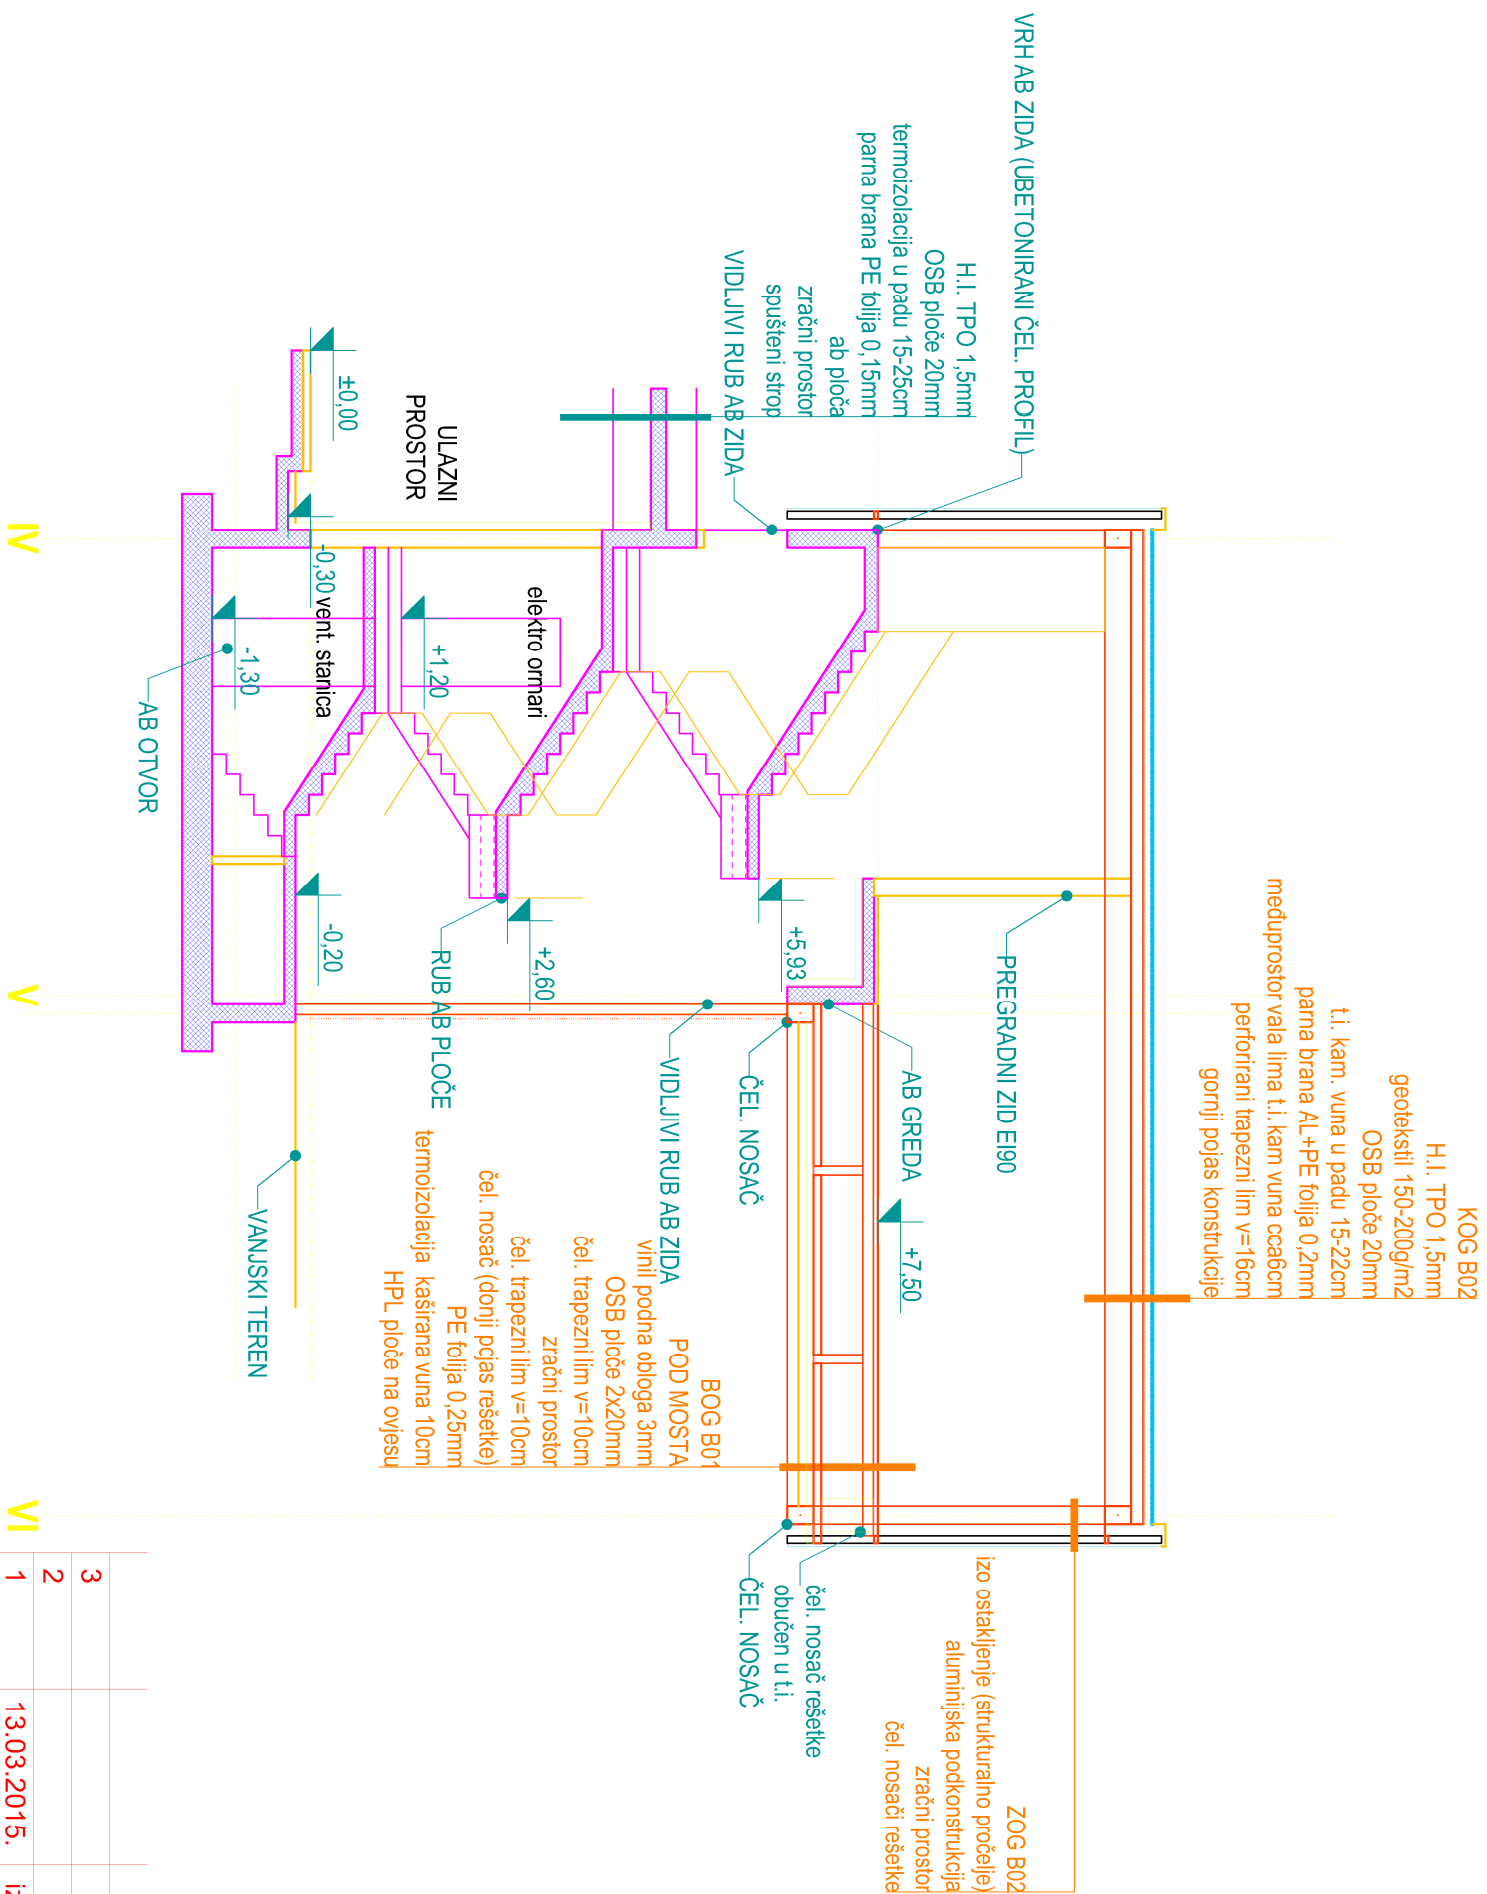 VRH AB ZIDA (UBETONIRANI ČEL. PROFIL)
H.I. TPO 1,5mm
OSB ploče 20mm
termoizolacija u padu 15-25cm
parna brana PE folija 0,15mm
ab ploča
zračni prostor
spušteni strop
VIDLJIVI RUB AB ZIDA
KOG B02
H.I. TPO 1,5mm
geotekstil 150-200g/m2
OSB ploče 20mm
t.i. kam. vuna u padu 15-22cm
parna brana AL+PE folija 0,2mm
međuprostor vala lima t.i. kam vuna cca6cm
perforirani trapezni lim v=16cm
gornji pojas konstrukcije
PREGRADNI ZID EI90
AB GREDA
+7,50
+5,93
ČEL. NOSAČ
VIDLJIVI RUB AB ZIDA
ZOG B02
izo ostakljenje (strukturalno pročelje)
aluminijska podkonstrukcija
zračni prostor
čel. nosači rešetke
čel. nosač rešetke
obučen u t.i.
ČEL. NOSAČ
BOG B01
POD MOSTA
vinil podna obloga 3mm
OSB ploče 2x20mm
čel. trapezni lim v=10cm
zračni prostor
čel. trapezni lim v=10cm
čel. nosač (donji pojas rešetke)
PE folija 0,25mm
termoizolacija kaširana vuna 10cm
HPL ploče na ovjesu
+2,60
RUB AB PLOČE
elektro ormari
ULAZNI
PROSTOR
+1,20
±0,00
-0,30
vent. stanica
-0,20
-1,30
VANJSKI TEREN
AB OTVOR
IV
V
VI
3
2
1 13.03.2015.